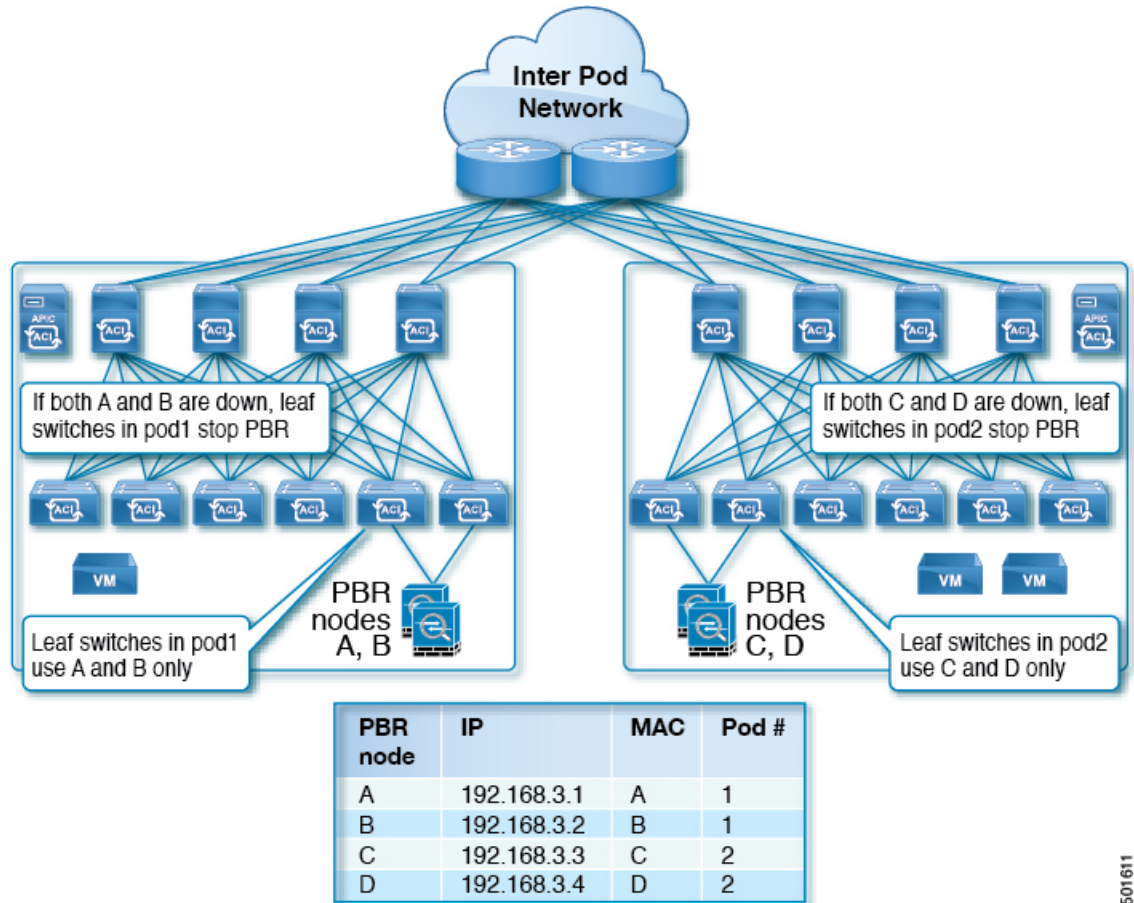 Inter Pod
Network
APIC
ACI
ACI
ACI
ACI
ACI
ACI
ACI
ACI
ACI
APIC
ACI
If both A and B are down, leaf
switches in pod1 stop PBR
If both C and D are down, leaf
switches in pod2 stop PBR
ACI
ACI
ACI
ACI
ACI
ACI
ACI
ACI
ACI
ACI
ACI
ACI
VM
PBR
nodes
A, B
PBR
nodes
C, D
VM
VM
Leaf switches in pod1
use A and B only
Leaf switches in pod2
use C and D only
PBR node IP MAC Pod #
A 192.168.3.1 A 1
B 192.168.3.2 B 1
C 192.168.3.3 C 2
D 192.168.3.4 D 2
501611